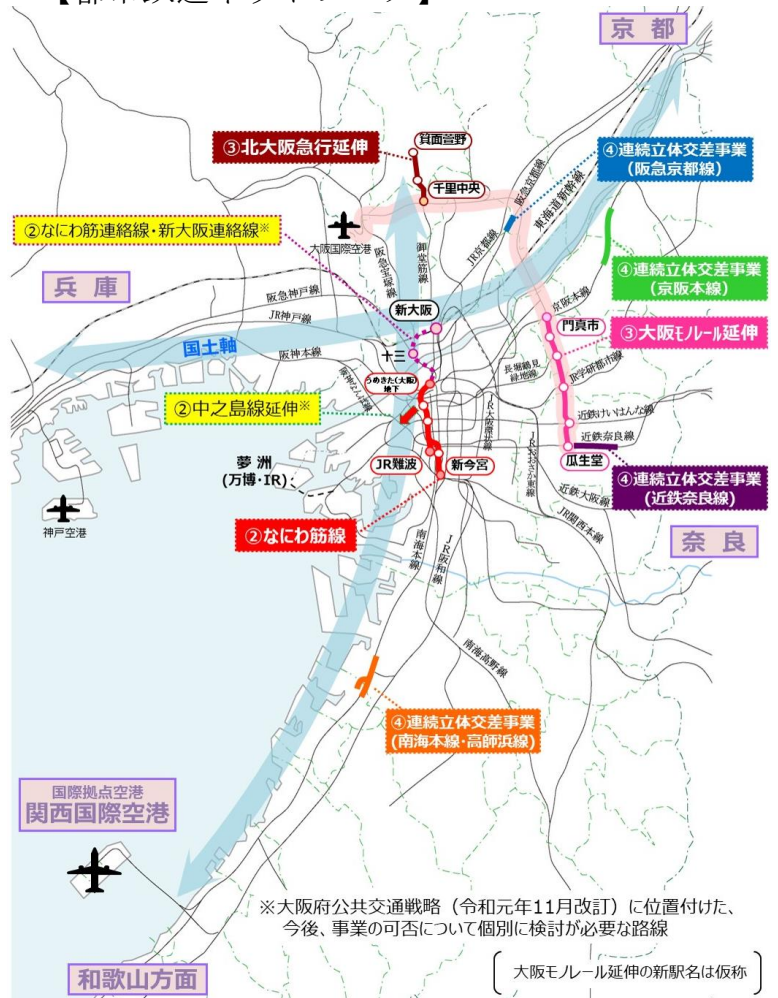 京都
③北大阪急行延伸
箕面萱野
千里中央
④連続立体交差事業
(阪急京都線)
阪急京都線
東海道新幹線
JR京都線
②なにわ筋連絡線・新大阪連絡線※
大阪国際空港
阪急宝塚線
御堂筋線
④連続立体交差事業
(京阪本線)
兵庫
阪急神戸線
JR神戸線
新大阪
京阪本線
門真市
国土軸
阪神本線
十三
③大阪モノレール延伸
うめきた(大阪)
地下
長堀鶴見
緑地線
JR学研都市線
阪神なんば線
②中之島線延伸※
JR大阪環状線
近鉄けいはんな線
JRおおさか東線
近鉄奈良線
夢洲
(万博・IR)
JR難波
新今宮
瓜生堂
④連続立体交差事業
(近鉄奈良線)
近鉄大阪線
JR関西本線
神戸空港
②なにわ筋線
南海本線
JR阪和線
奈良
南海高野線
④連続立体交差事業
(南海本線・高師浜線)
国際拠点空港
関西国際空港
※大阪府公共交通戦略（令和元年11月改訂）に位置付けた、
今後、事業の可否について個別に検討が必要な路線
大阪モノレール延伸の新駅名は仮称
和歌山方面